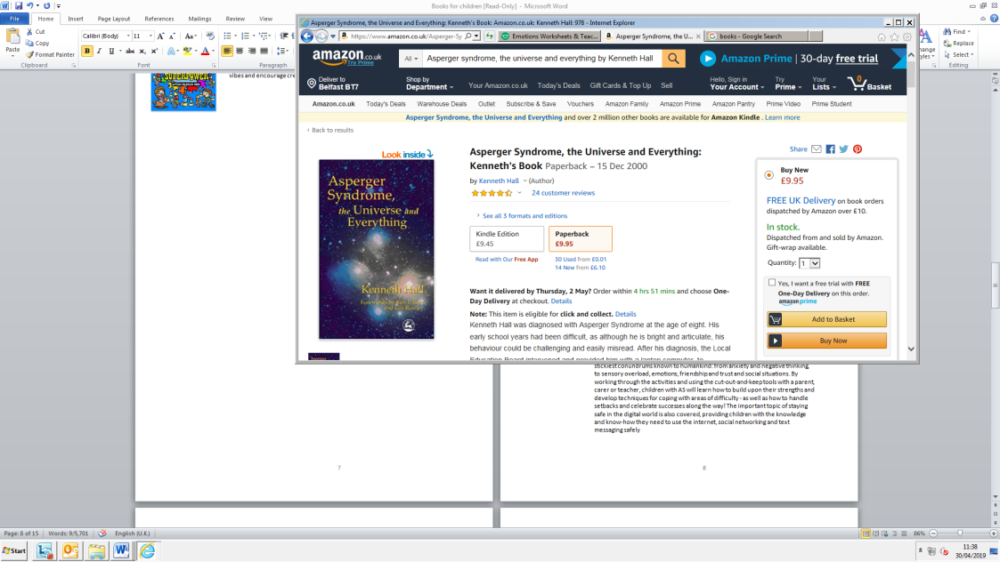 Books for children [Read-Only] - Microsoft Word
File Home Insert Page Layout References Mailings Review View
Cut
Copy
Format Painter
Paste
Clipboard
Calibri (Body) 11
Font
Paragraph
Find
Replace
Select
Editing
SUPERPOWER
vibes and encourage cre
Asperger Syndrome, the Universe and Everything: Kenneth's Book: Amazon.co.uk: Kenneth Hall: 978 - Internet Explorer
https://www.amazon.co.uk/Asperger-Sy
Emotions Worksheets & Teac...
Asperger Syndrome, the U...
books - Google Search
amazon.co.uk
Try Prime
All
Asperger syndrome, the universe and everything by Kenneth Hall
Amazon Prime | 30-day free trial
Deliver to
Belfast BT7
Shop by
Department
Your Amazon.co.uk Today's Deals Gift Cards & Top Up Sell
Hello, Sign in
Your Account
Try
Prime
Your
Lists
0
Basket
Amazon.co.uk Today's Deals Warehouse Deals Outlet Subscribe & Save Vouchers Amazon Family Amazon Prime Amazon Pantry Prime Video Prime Student
Asperger Syndrome, the Universe and Everything and over 2 million other books are available for Amazon Kindle . Learn more
‹ Back to results
Look inside
Asperger
Syndrome,
the Universe and
Everything
Kenneth Hall
Asperger Syndrome, the Universe and Everything:
Kenneth's Book Paperback – 15 Dec 2000
by Kenneth Hall (Author)
24 customer reviews
› See all 3 formats and editions
Kindle Edition
£9.45
Paperback
£9.95
Read with Our Free App
30 Used from £0.01
14 New from £6.10
Want it delivered by Thursday, 2 May? Order within 4 hrs 51 mins and choose One-
Day Delivery at checkout. Details
Note: This item is eligible for click and collect. Details
Kenneth Hall was diagnosed with Asperger Syndrome at the age of eight. His
early school years had been difficult, as although he is bright and articulate, his
behaviour could be challenging and easily misread. After his diagnosis, the Local
Education Board intervened and provided him with a laptop computer, to
Share
Buy New
£9.95
FREE UK Delivery on book orders
dispatched by Amazon over £10.
In stock.
Dispatched from and sold by Amazon.
Gift-wrap available.
Quantity: 1
Yes, I want a free trial with FREE
One-Day Delivery on this order.
amazonprime
Add to Basket
Buy Now
stickiest conundrums known to humankind: from anxiety and negative thinking,
to sensory overload, emotions, friendship and trust and social situations. By
working through the activities and using the cut-out-and-keep tools with a parent,
carer or teacher, children with AS will learn how to build upon their strengths and
develop techniques for coping with areas of difficulty - as well as how to handle
setbacks and celebrate successes along the way! The important topic of staying
safe in the digital world is also covered, providing children with the knowledge
and know-how they need to use the internet, social networking and text
messaging safely
7
8
Page: 8 of 15 Words: 9/5,701 English (U.K.)
86%
Start
11:38
30/04/2019